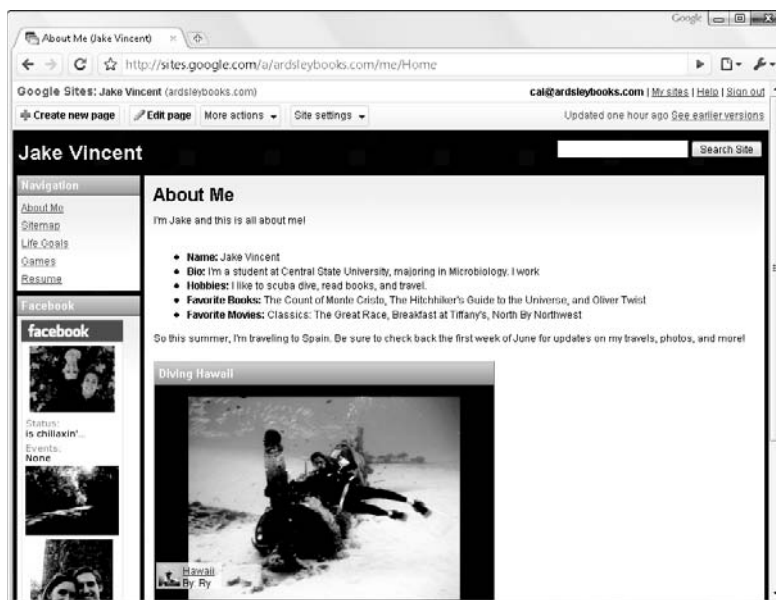 Google
About Me (Jake Vincent)
http://sites.google.com/a/ardsleybooks.com/me/Home
Google Sites: Jake Vincent (ardsleybooks.com)
cal@ardsleybooks.com | My sites | Help | Sign out
Create new page
Edit page
More actions
Site settings
Updated one hour ago See earlier versions
Jake Vincent
Search Site
Navigation
About Me
Sitemap
Life Goals
Games
Resume
Facebook
facebook
Status:
is chillaxin'...
Events:
None
About Me
I'm Jake and this is all about me!
Name: Jake Vincent
Bio: I'm a student at Central State University, majoring in Microbiology. I work
Hobbies: I like to scuba dive, read books, and travel.
Favorite Books: The Count of Monte Cristo, The Hitchhiker's Guide to the Universe, and Oliver Twist
Favorite Movies: Classics: The Great Race, Breakfast at Tiffany's, North By Northwest
So this summer, I'm traveling to Spain. Be sure to check back the first week of June for updates on my travels, photos, and more!
Diving Hawaii
Hawaii
By Ry